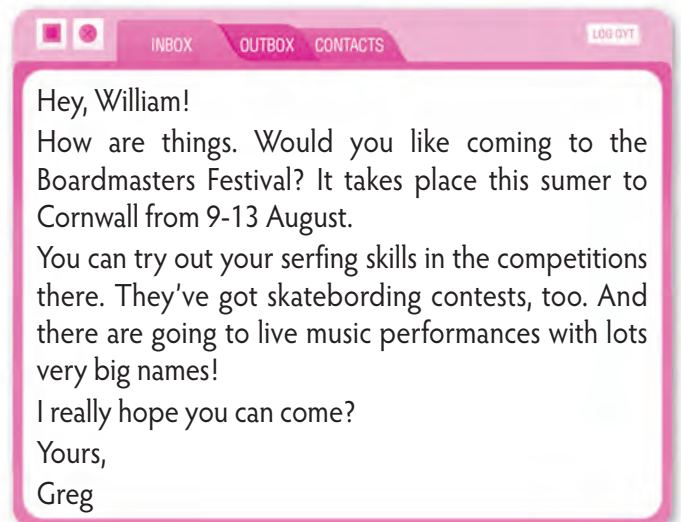 INBOX OUTBOX CONTACTS LOG OYT
Hey, William!
How are things. Would you like coming to the
Boardmasters Festival? It takes place this sumer to
Cornwall from 9-13 August.
You can try out your serfing skills in the competitions
there. They’ve got skatebording contests, too. And
there are going to live music performances with lots
very big names!
I really hope you can come?
Yours,
Greg